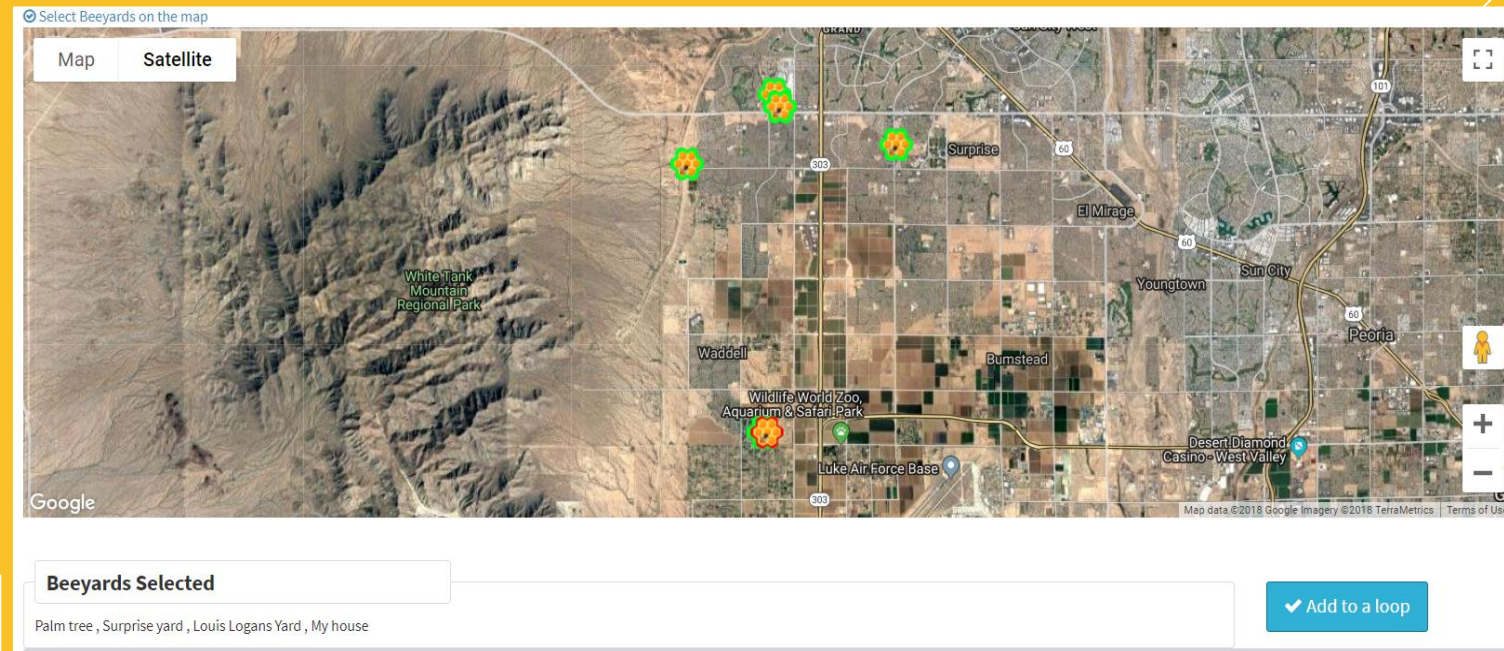 Select Beeyards on the map
Map
Satellite
GRAND
101
Surprise
60
303
El Mirage
60
Sun City
Youngtown
White Tank
Mountain
Regional Park
60
Peoria
Waddell
Bumstead
Wildlife World Zoo,
Aquarium & Safari Park
Desert Diamond
Casino - West Valley
Luke Air Force Base
303
Google
Map data ©2018 Google Imagery ©2018 TerraMetrics
Terms of Use
Beeyards Selected
Palm tree , Surprise yard , Louis Logans Yard , My house
Add to a loop